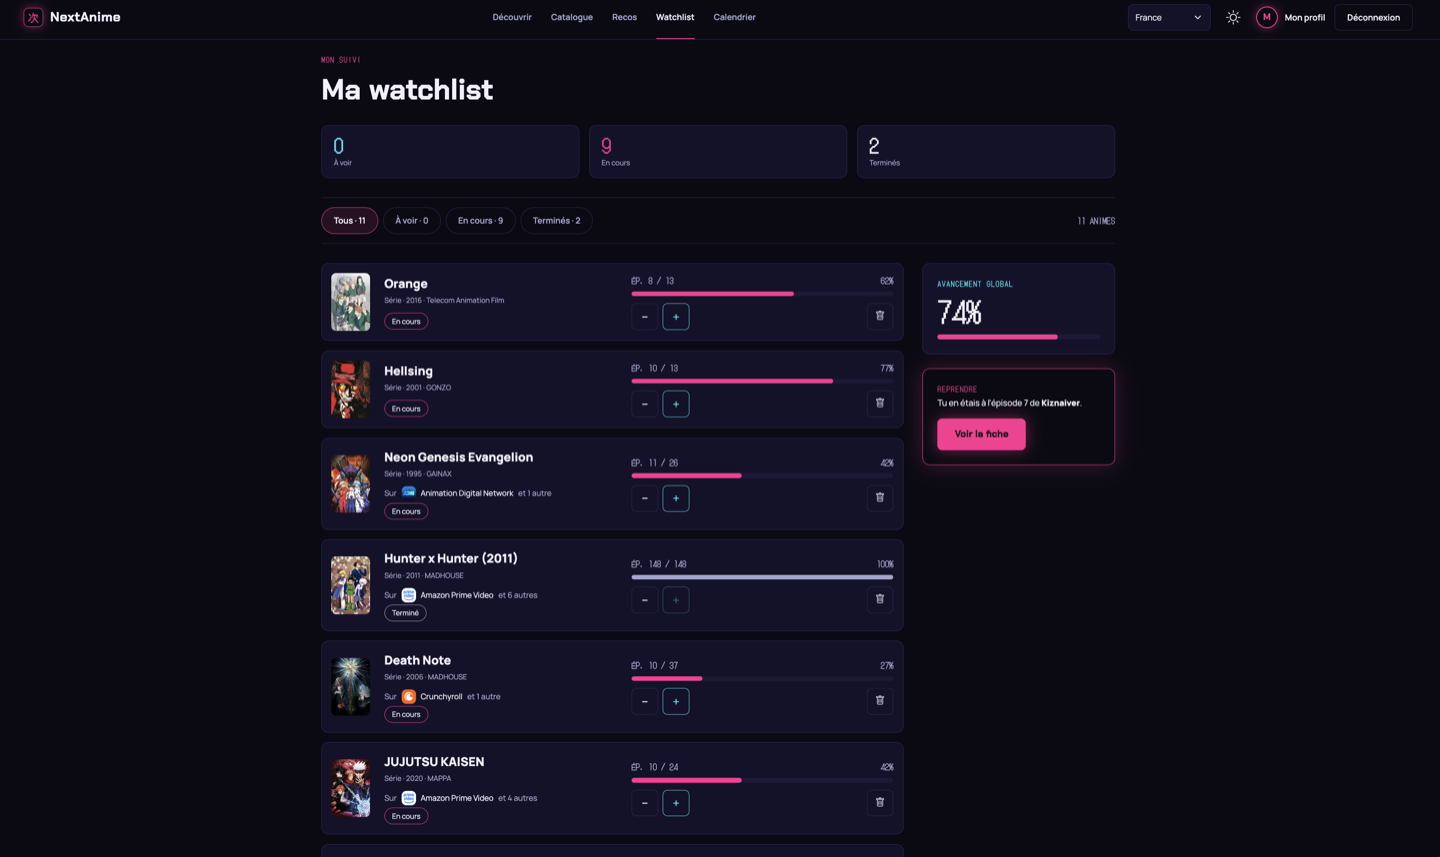 次 NextAnime
Découvrir Catalogue Recos Watchlist Calendrier
France M Mon profil Déconnexion
MON SUIVI
Ma watchlist
0
À voir
9
En cours
2
Terminés
Tous · 11 À voir · 0 En cours · 9 Terminés · 2 11 ANIMES
Orange
Série · 2016 · Telecom Animation Film
En cours
ÉP. 8 / 13 62%
− +
Hellsing
Série · 2001 · GONZO
En cours
ÉP. 10 / 13 77%
− +
Neon Genesis Evangelion
Série · 1995 · GAINAX
Sur Animation Digital Network et 1 autre
En cours
ÉP. 11 / 26 42%
− +
Hunter x Hunter (2011)
Série · 2011 · MADHOUSE
Sur prime video Amazon Prime Video et 6 autres
Terminé
ÉP. 148 / 148 100%
− +
Death Note
Série · 2006 · MADHOUSE
Sur Crunchyroll et 1 autre
En cours
ÉP. 10 / 37 27%
− +
JUJUTSU KAISEN
Série · 2020 · MAPPA
Sur prime video Amazon Prime Video et 4 autres
En cours
ÉP. 10 / 24 42%
− +
AVANCEMENT GLOBAL
74%
REPRENDRE
Tu en étais à l'épisode 7 de Kiznaiver.
Voir la fiche